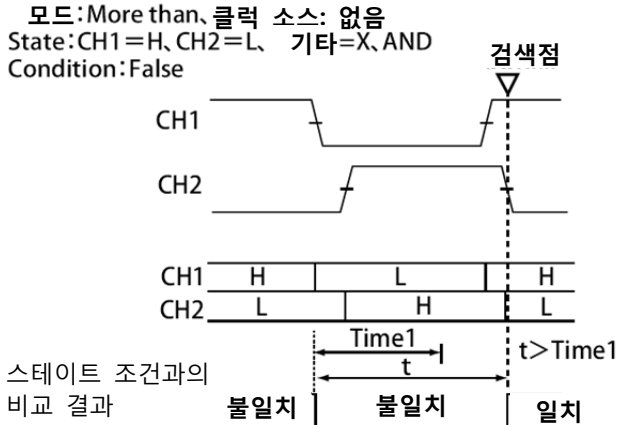 모드:More than、클럭 소스: 없음
State:CH1=H、CH2=L、 기타=X、AND
Condition:False
검색점
CH1
CH2
CH1 H L H
CH2 L H L
Time1
t
t>Time1
스테이트 조건과의
비교 결과
불일치 불일치 일치